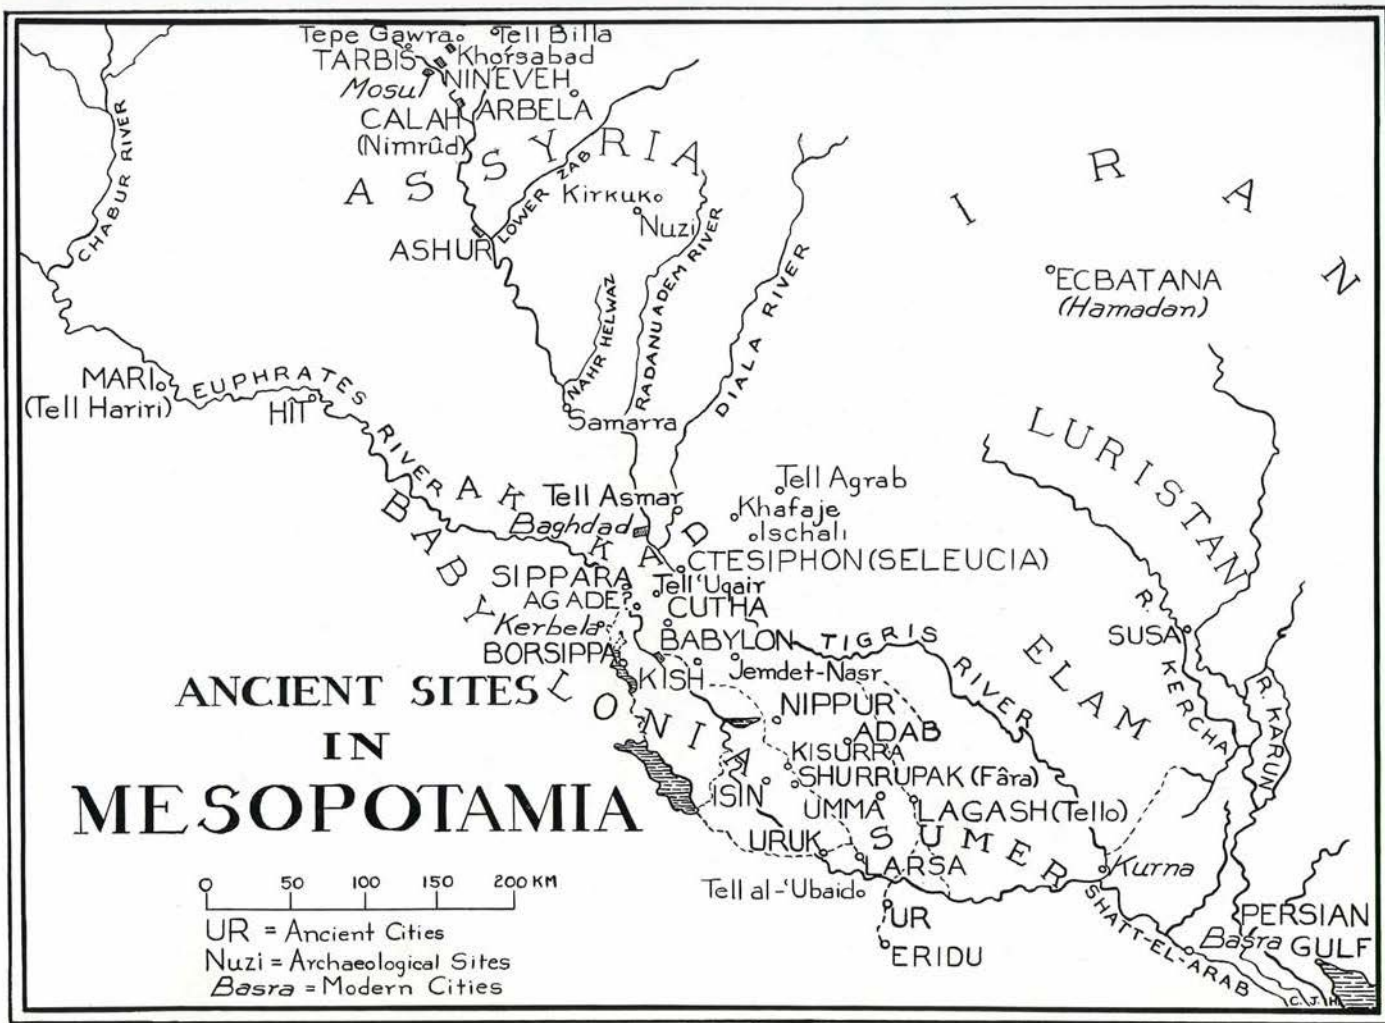 Tepe Gawra
Tell Billa
TARBIS
Khorsabad
Mosul
NINEVEH
CALAH
(Nimrûd)
ARBELA
ASSYRIA
CHABUR RIVER
LOWER ZAB
Kirkuk
Nuzi
ASHUR
NAHR HELWAZ
RADANUADEM RIVER
DIALA RIVER
IRAN
ECBATANA
(Hamadan)
MARI
(Tell Hariri)
EUPHRATES RIVER
HIT
Samarra
LURISTAN
AKKAD
Tell Asmar
Baghdad
Tell Agrab
Khafaje
Ischali
CTESIPHON (SELEUCIA)
BABYLONIA
SIPPARA
Tell 'Uqair
AGADE?
CUTHA
Kerbela
BABYLON
TIGRIS RIVER
BORSIPPA
KISH
Jemdet-Nasr
ELAM
SUSA
R. KERCHA
R. KARUN
NIPPUR
ADAB
KISURRA
SHURRUPAK (Fâra)
ISIN
UMMA
LAGASH (Tello)
URUK
SUMER
LARSA
Kurna
Tell al-'Ubaid
UR
ERIDU
SHATT-EL-ARAB
Basra
PERSIAN
GULF
C. J. H.
ANCIENT SITES
IN
MESOPOTAMIA
0 50 100 150 200 KM
UR = Ancient Cities
Nuzi = Archaeological Sites
Basra = Modern Cities